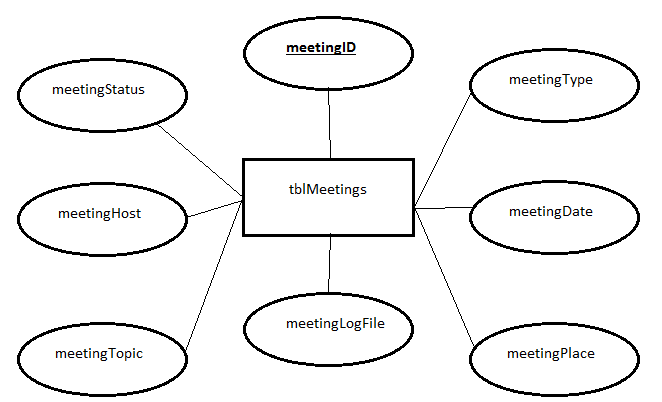 meetingID
meetingStatus
meetingType
tblMeetings
meetingHost
meetingDate
meetingLogFile
meetingTopic
meetingPlace